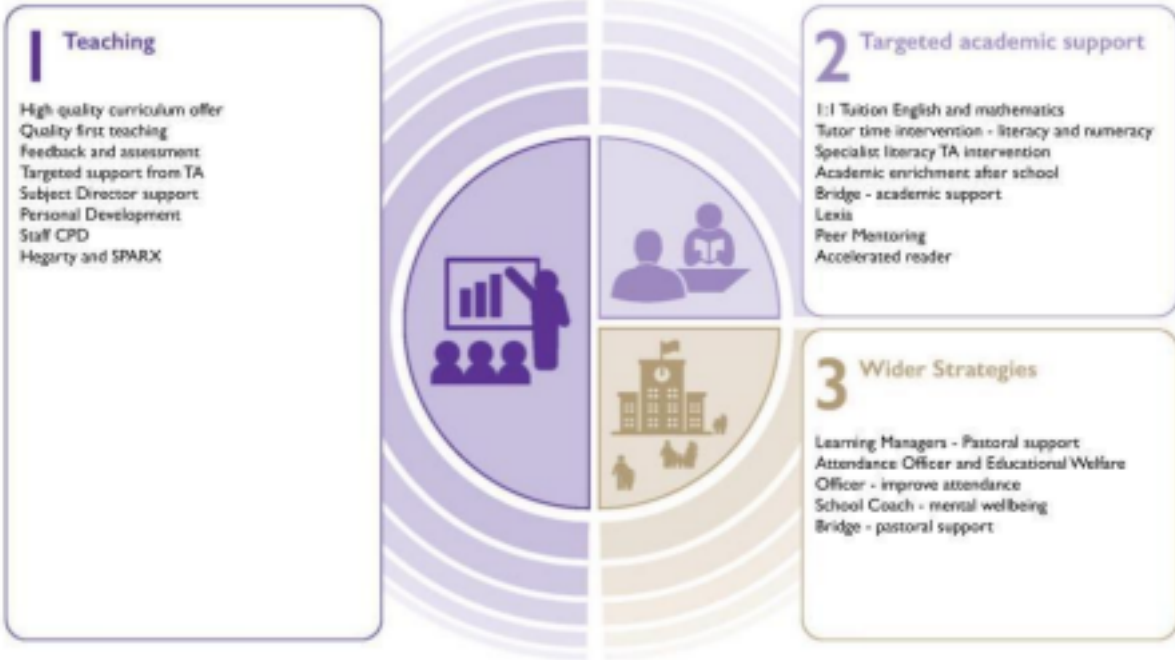 1 Teaching
High quality curriculum offer
Quality first teaching
Feedback and assessment
Targeted support from TA
Subject Director support
Personal Development
Staff CPD
Hegarty and SPARX
2 Targeted academic support
1:1 Tuition English and mathematics
Tutor time intervention - literacy and numeracy
Specialist literacy TA intervention
Academic enrichment after school
Bridge - academic support
Lexia
Peer Mentoring
Accelerated reader
3 Wider Strategies
Learning Managers - Pastoral support
Attendance Officer and Educational Welfare
Officer - improve attendance
School Coach - mental wellbeing
Bridge - pastoral support